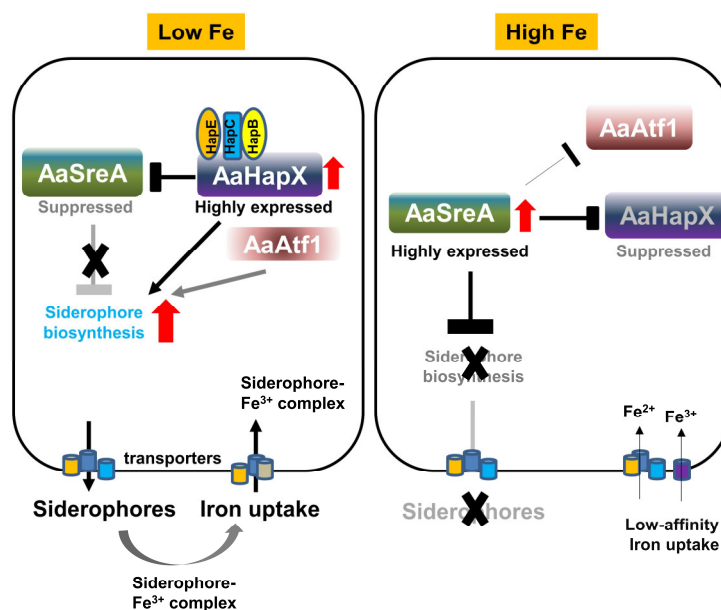 Low Fe
HapE
HapC
HapB
AaSreA
AaHapX
Suppressed
Highly expressed
AaAtf1
Siderophore
biosynthesis
Siderophore-
Fe³⁺ complex
transporters
Siderophores
Iron uptake
Siderophore-
Fe³⁺ complex
High Fe
AaAtf1
AaSreA
AaHapX
Highly expressed
Suppressed
Siderophore
biosynthesis
Fe²⁺
Fe³⁺
Siderophores
Low-affinity
Iron uptake